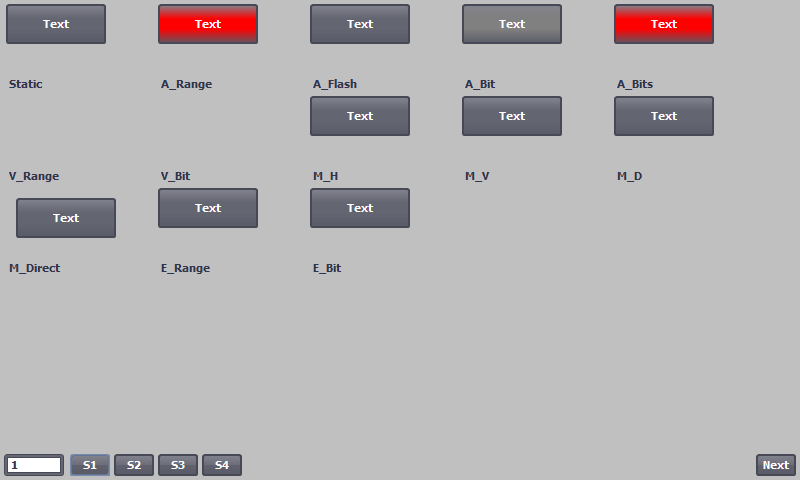 Text Text Text Text Text
Static A_Range A_Flash A_Bit A_Bits
Text Text Text
V_Range V_Bit M_H M_V M_D
Text Text Text
M_Direct E_Range E_Bit
1 S1 S2 S3 S4 Next